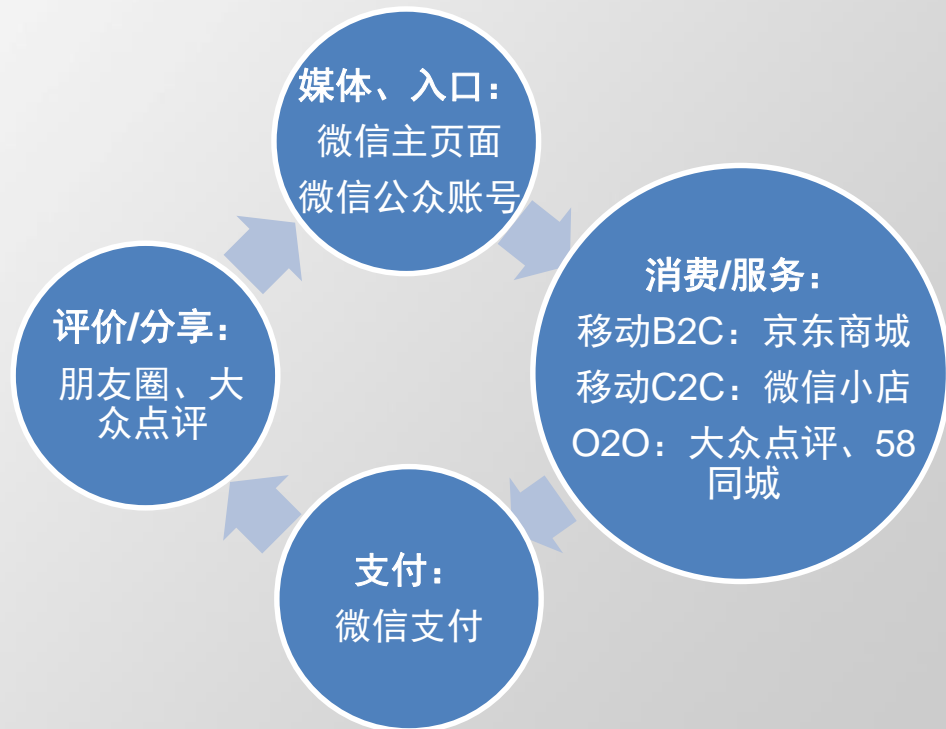 媒体、入口：
微信主页面
微信公众账号
消费/服务：
移动B2C：京东商城
移动C2C：微信小店
O2O：大众点评、58
同城
支付：
微信支付
评价/分享：
朋友圈、大
众点评